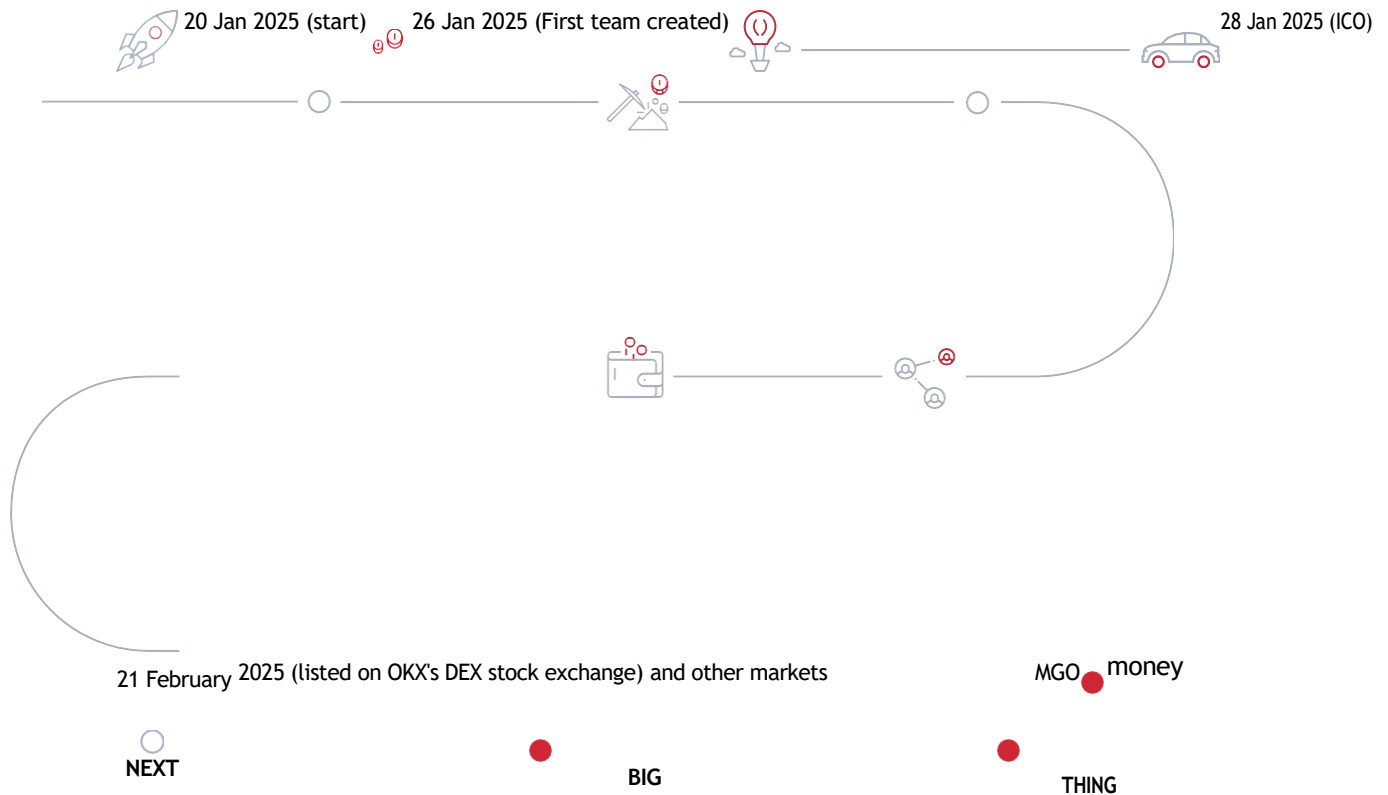 20 Jan 2025 (start)
26 Jan 2025 (First team created)
28 Jan 2025 (ICO)
21 February 2025 (listed on OKX's DEX stock exchange) and other markets
MGO money
NEXT
BIG
THING